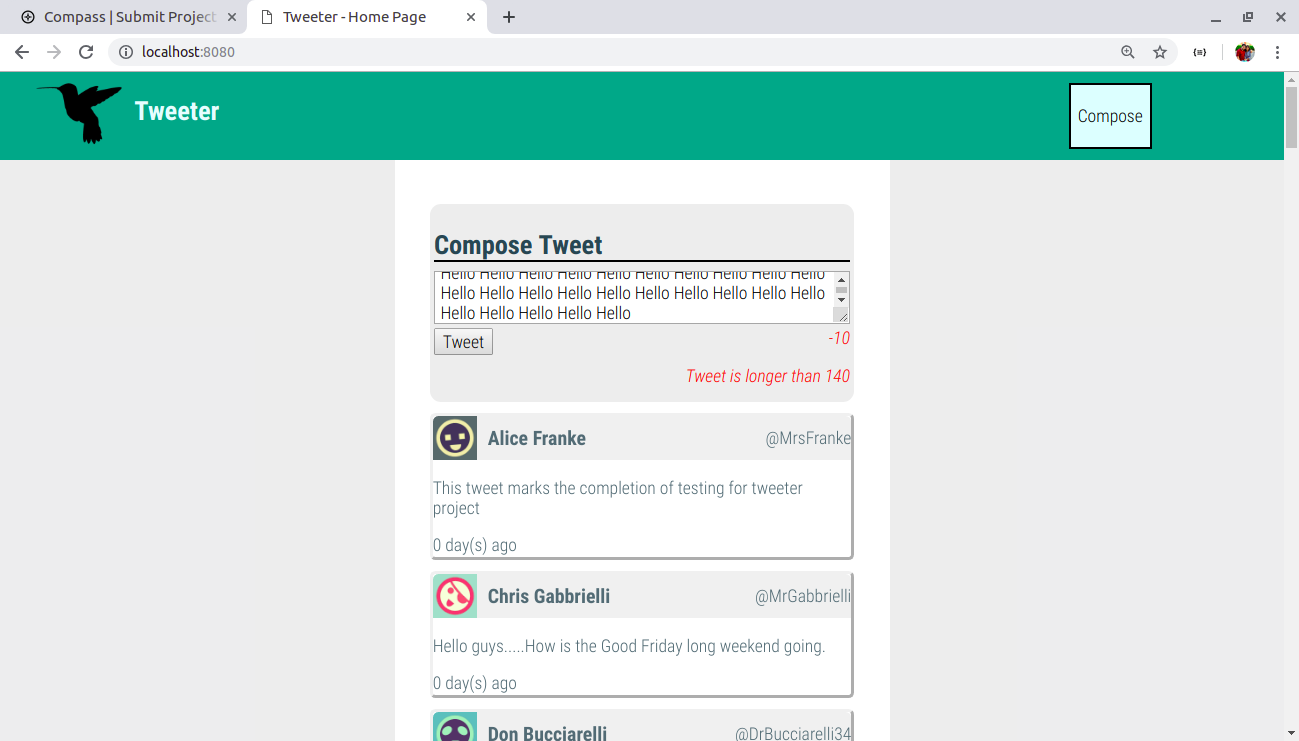 Compass | Submit Project
Tweeter - Home Page
localhost:8080
Tweeter
Compose
Compose Tweet
Hello Hello Hello Hello Hello Hello Hello Hello Hello Hello
Hello Hello Hello Hello Hello Hello Hello Hello Hello Hello
Hello Hello Hello Hello Hello
Tweet
-10
Tweet is longer than 140
Alice Franke
@MrsFranke
This tweet marks the completion of testing for tweeter
project
0 day(s) ago
Chris Gabbrielli
@MrGabbrielli
Hello guys.....How is the Good Friday long weekend going.
0 day(s) ago
Don Bucciarelli
@DrBucciarelli34